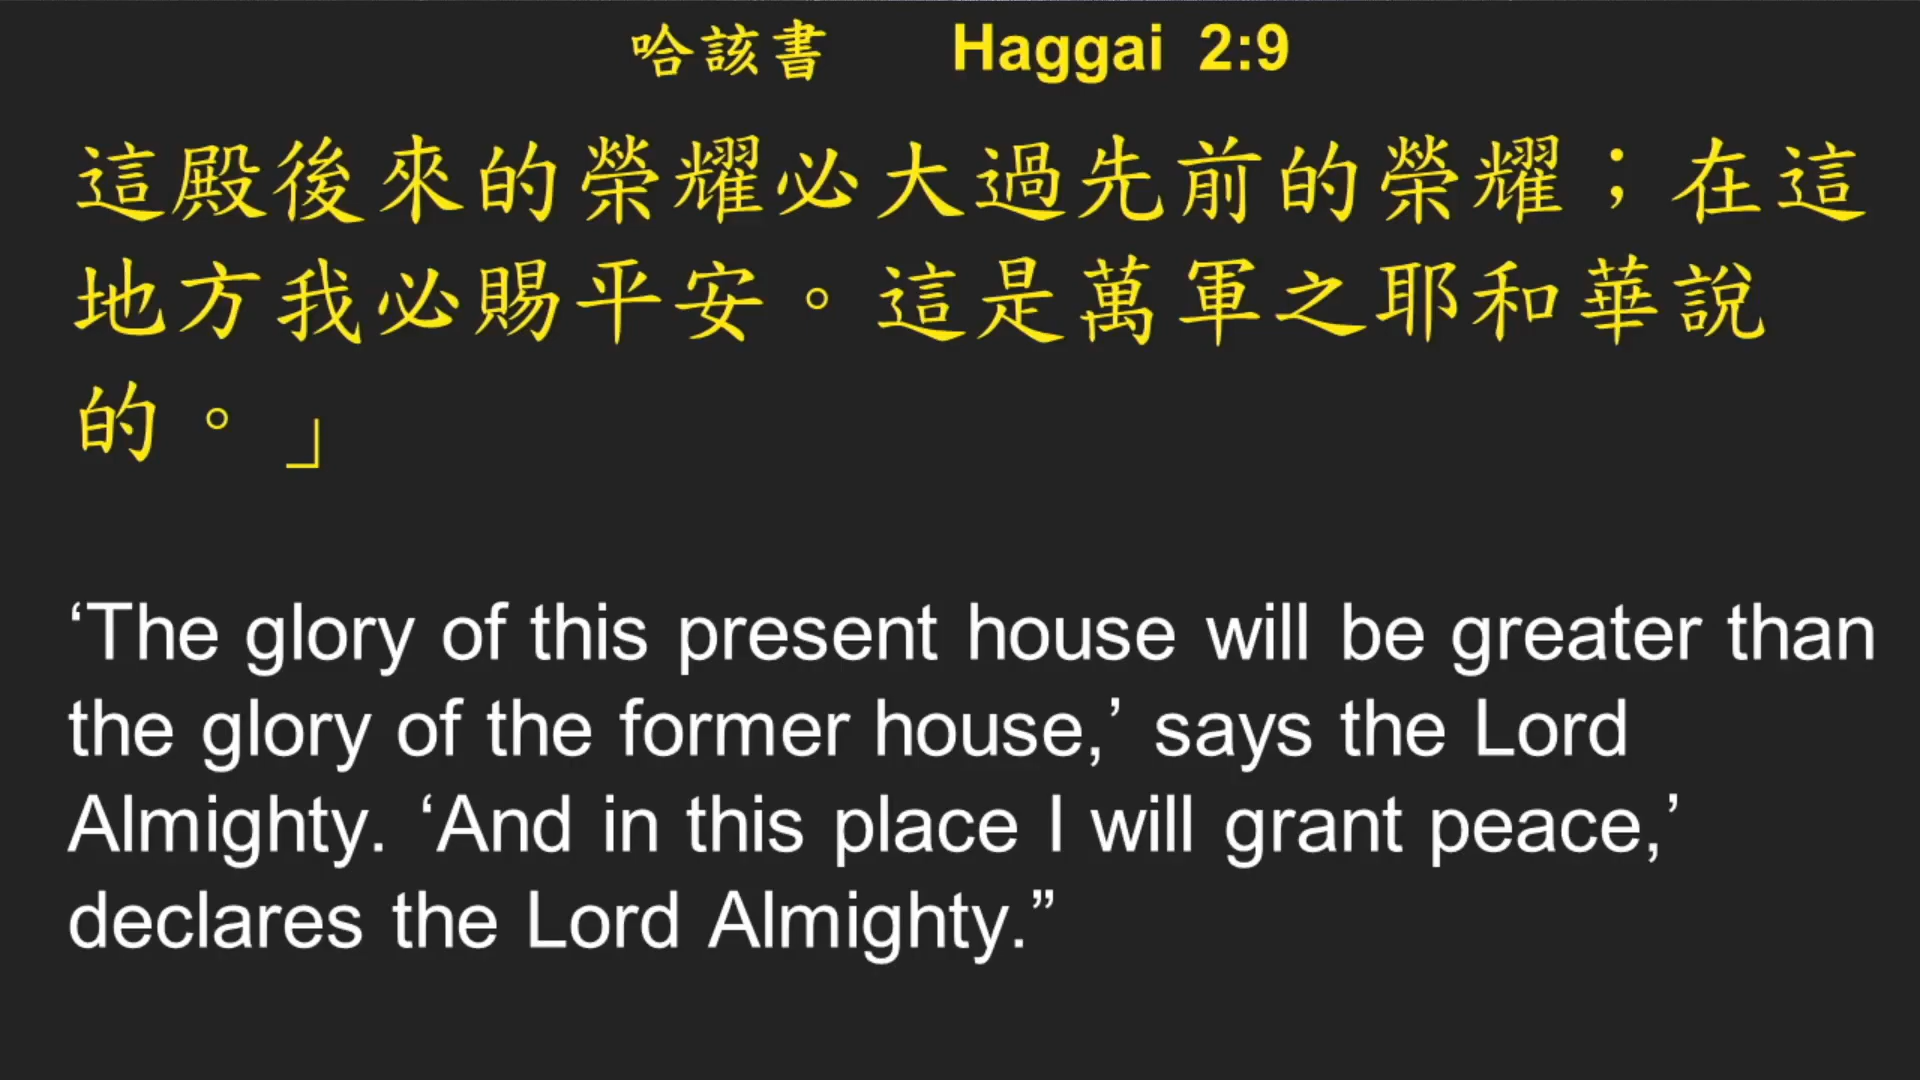 哈該書 Haggai 2:9
這殿後來的榮耀必大過先前的榮耀；在這
地方我必賜平安。這是萬軍之耶和華說
的。」
‘The glory of this present house will be greater than
the glory of the former house,’ says the Lord
Almighty. ‘And in this place I will grant peace,’
declares the Lord Almighty.”